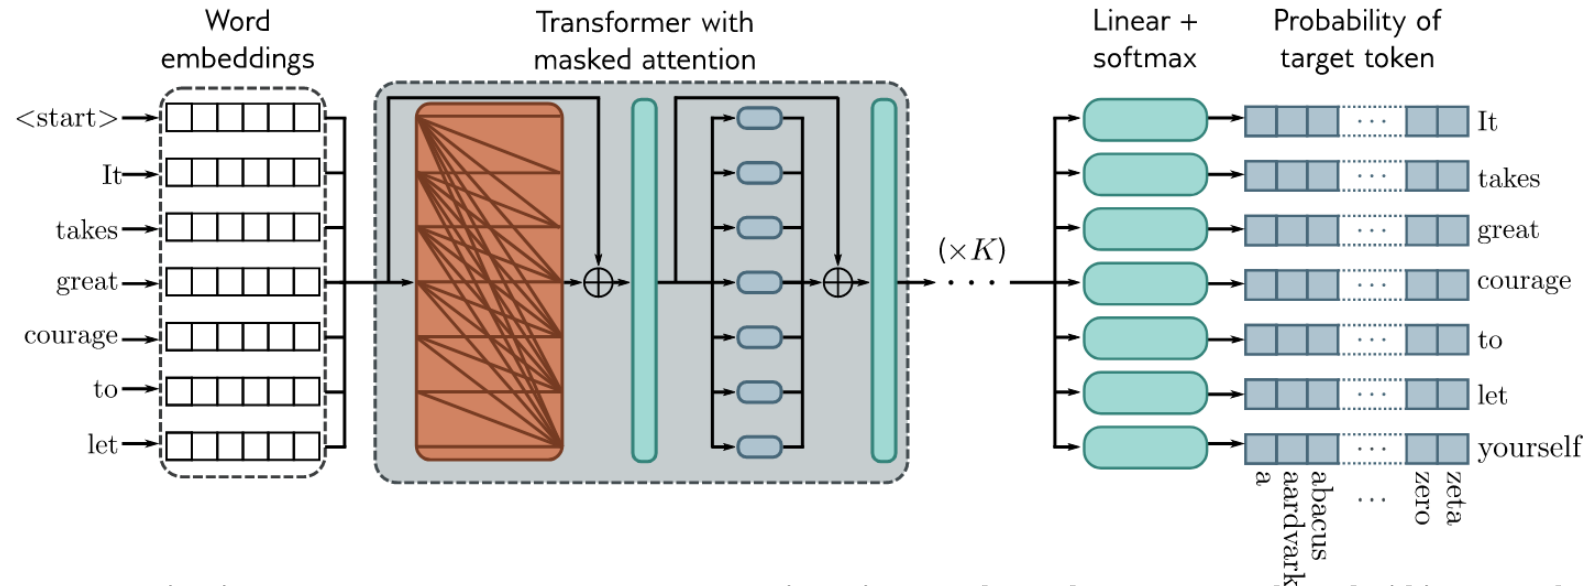 Word
embeddings
Transformer with
masked attention
Linear +
softmax
Probability of
target token
<start>
It
takes
great
courage
to
let
(×K)
· · ·
It
takes
great
courage
to
let
yourself
· · ·
· · ·
· · ·
· · ·
· · ·
· · ·
· · ·
a
aardvark
abacus
· · ·
zero
zeta